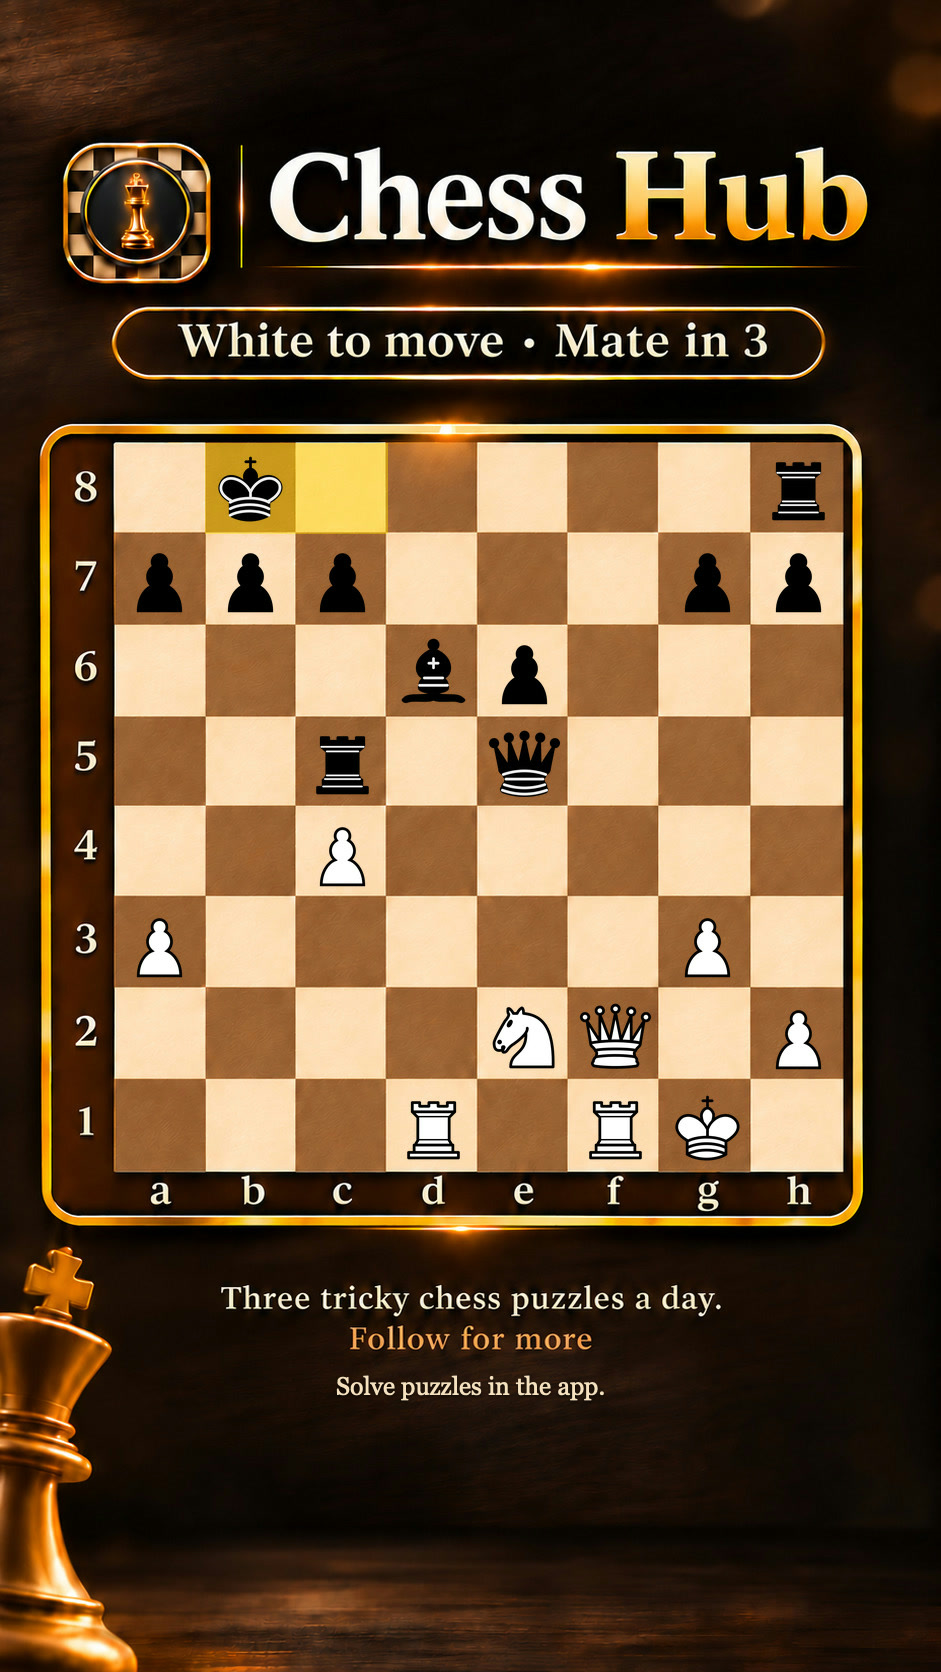 Chess Hub
White to move • Mate in 3
8
7
6
5
4
3
2
1
a b c d e f g h
Three tricky chess puzzles a day.
Follow for more
Solve puzzles in the app.